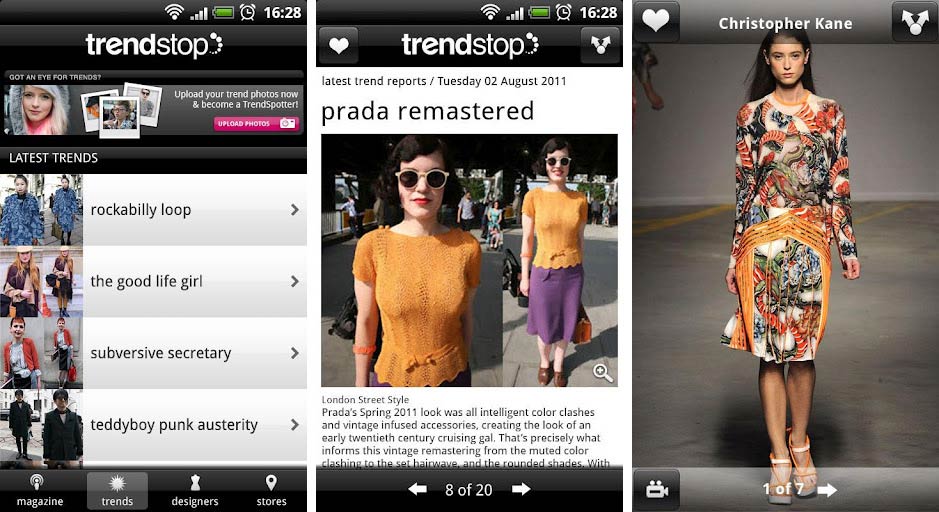 16:28
trendstop
GOT AN EYE FOR TRENDS?
Upload your trend photos now
& become a TrendSpotter!
UPLOAD PHOTOS
LATEST TRENDS
rockabilly loop
the good life girl
subversive secretary
teddyboy punk austerity
magazine
trends
designers
stores
16:28
trendstop
latest trend reports / Tuesday 02 August 2011
prada remastered
London Street Style
Prada's Spring 2011 look was all intelligent color clashes
and vintage infused accessories, creating the look of an
early twentieth century cruising gal. That's precisely what
informs this vintage remastering from the muted color
clashing to the set hairwave, and the rounded shades. With
8 of 20
Christopher Kane
1 of 7